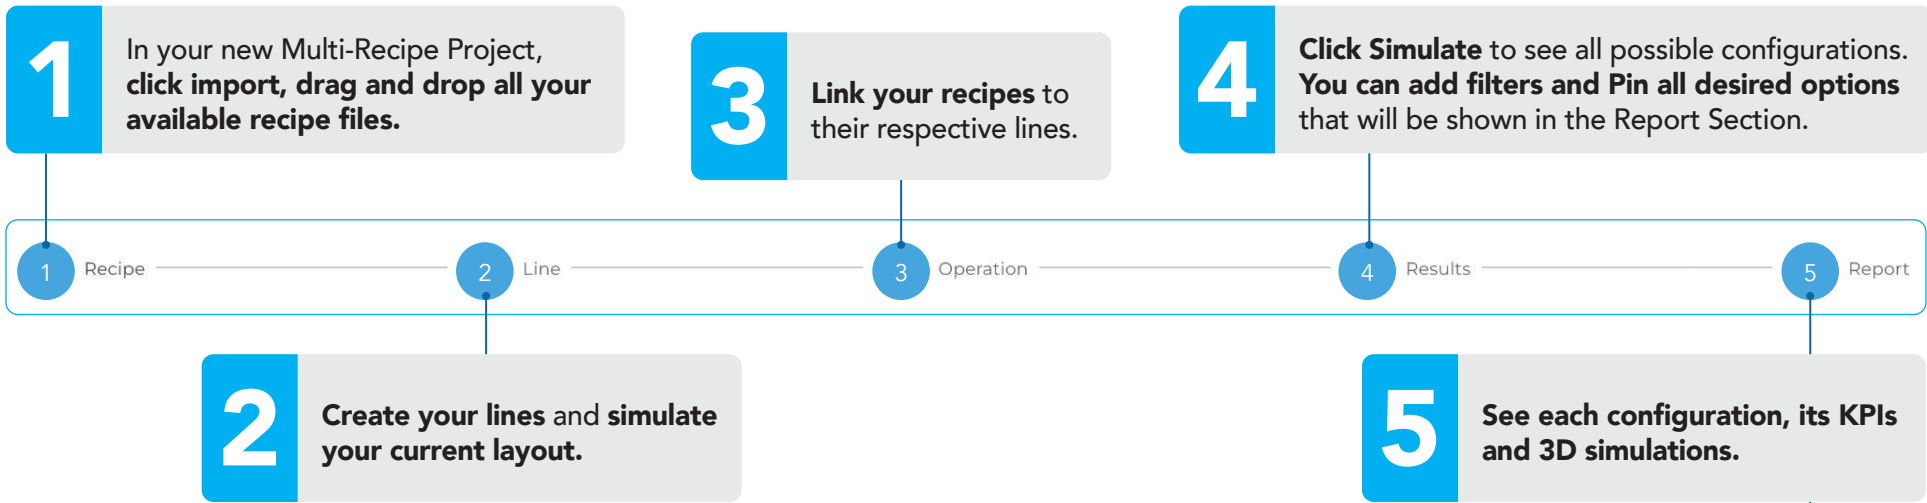 1
In your new Multi-Recipe Project,
click import, drag and drop all your
available recipe files.
3
Link your recipes to
their respective lines.
4
Click Simulate to see all possible configurations.
You can add filters and Pin all desired options
that will be shown in the Report Section.
1 Recipe
2 Line
3 Operation
4 Results
5 Report
2
Create your lines and simulate
your current layout.
5
See each configuration, its KPIs
and 3D simulations.